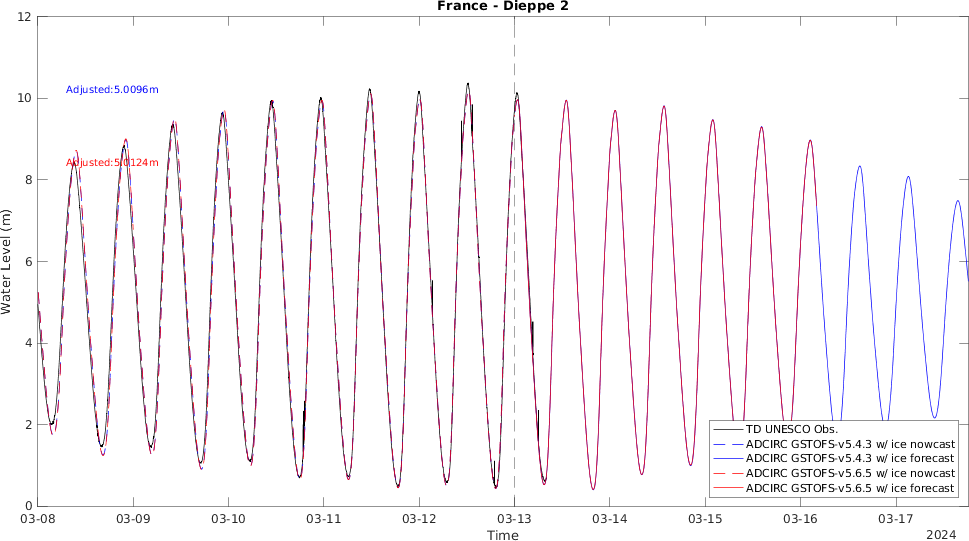 France - Dieppe 2
12
10
8
6
4
2
0
Water Level (m)
Adjusted:5.0096m
Adjusted:5.0124m
TD UNESCO Obs.
ADCIRC GSTOFS-v5.4.3 w/ ice nowcast
ADCIRC GSTOFS-v5.4.3 w/ ice forecast
ADCIRC GSTOFS-v5.6.5 w/ ice nowcast
ADCIRC GSTOFS-v5.6.5 w/ ice forecast
03-08 03-09 03-10 03-11 03-12 03-13 03-14 03-15 03-16 03-17
Time
2024